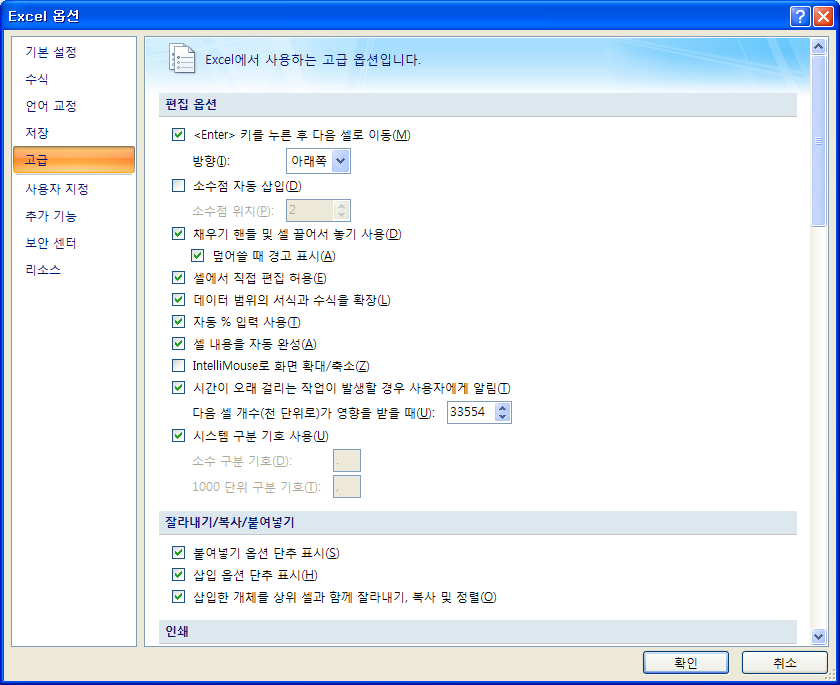 Excel 옵션
기본 설정
수식
언어 교정
저장
고급
사용자 지정
추가 기능
보안 센터
리소스
Excel에서 사용하는 고급 옵션입니다.
편집 옵션
<Enter> 키를 누른 후 다음 셀로 이동(M)
방향(I): 아래쪽
소수점 자동 삽입(D)
소수점 위치(P): 2
채우기 핸들 및 셀 끌어서 놓기 사용(D)
덮어쓸 때 경고 표시(A)
셀에서 직접 편집 허용(E)
데이터 범위의 서식과 수식을 확장(L)
자동 % 입력 사용(T)
셀 내용을 자동 완성(A)
IntelliMouse로 화면 확대/축소(Z)
시간이 오래 걸리는 작업이 발생할 경우 사용자에게 알림(T)
다음 셀 개수(천 단위로)가 영향을 받을 때(U): 33554
시스템 구분 기호 사용(U)
소수 구분 기호(D): .
1000 단위 구분 기호(T): ,
잘라내기/복사/붙여넣기
붙여넣기 옵션 단추 표시(S)
삽입 옵션 단추 표시(H)
삽입한 개체를 상위 셀과 함께 잘라내기, 복사 및 정렬(O)
인쇄
확인 취소